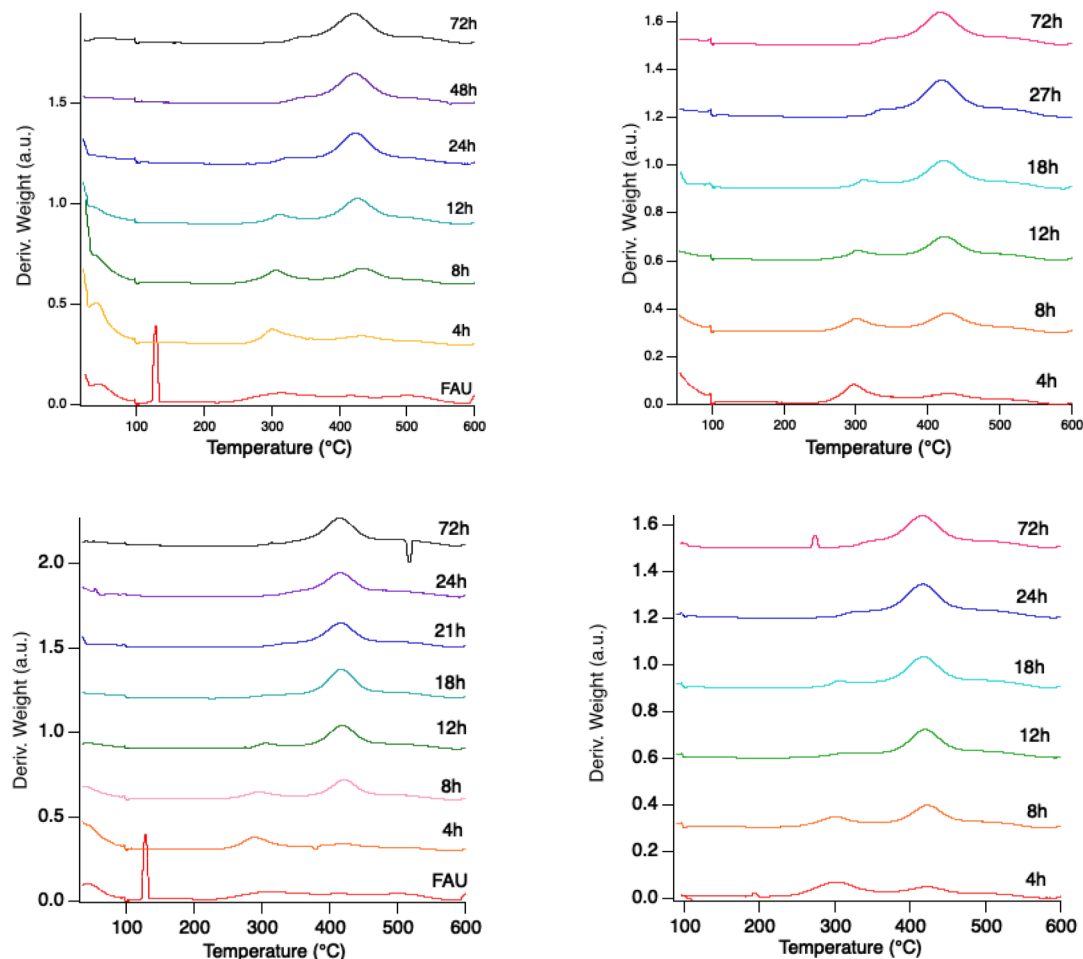 72h
48h
1.5
24h
1.0
12h
8h
0.5
4h
FAU
0.0
100 200 300 400 500 600
Temperature (°C)
Deriv. Weight (a.u.)
1.6
72h
1.4
27h
1.2
1.0
18h
0.8
12h
0.6
0.4
8h
0.2
4h
0.0
100 200 300 400 500 600
Temperature (°C)
Deriv. Weight (a.u.)
72h
2.0
24h
21h
1.5
18h
1.0
12h
8h
0.5
4h
FAU
0.0
100 200 300 400 500 600
Temperature (°C)
Deriv. Weight (a.u.)
1.6
72h
1.4
24h
1.2
1.0
18h
0.8
12h
0.6
0.4
8h
0.2
4h
0.0
100 200 300 400 500 600
Temperature (°C)
Deriv. Weight (a.u.)